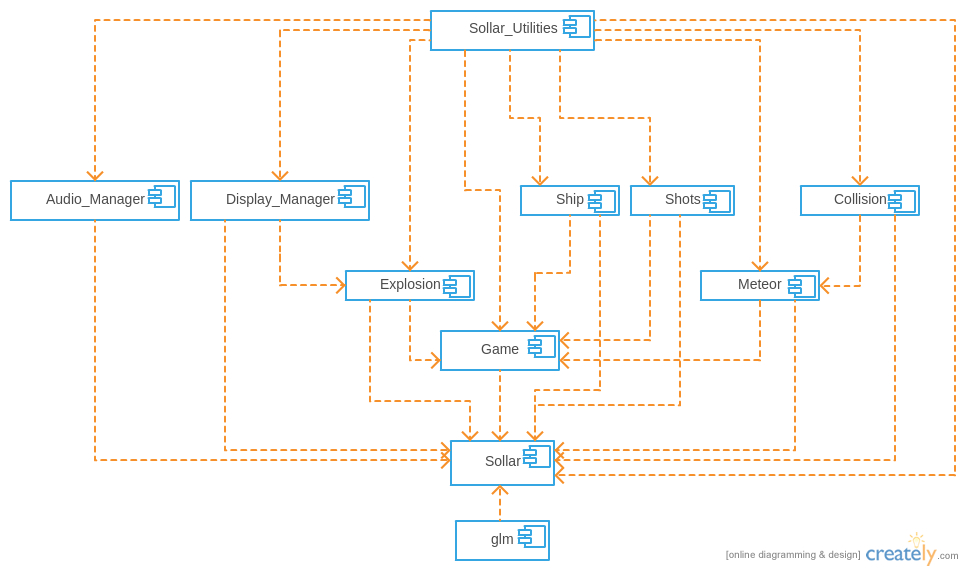 Sollar_Utilities
Audio_Manager
Display_Manager
Ship
Shots
Collision
Explosion
Meteor
Game
Sollar
glm
[online diagramming & design] creately.com